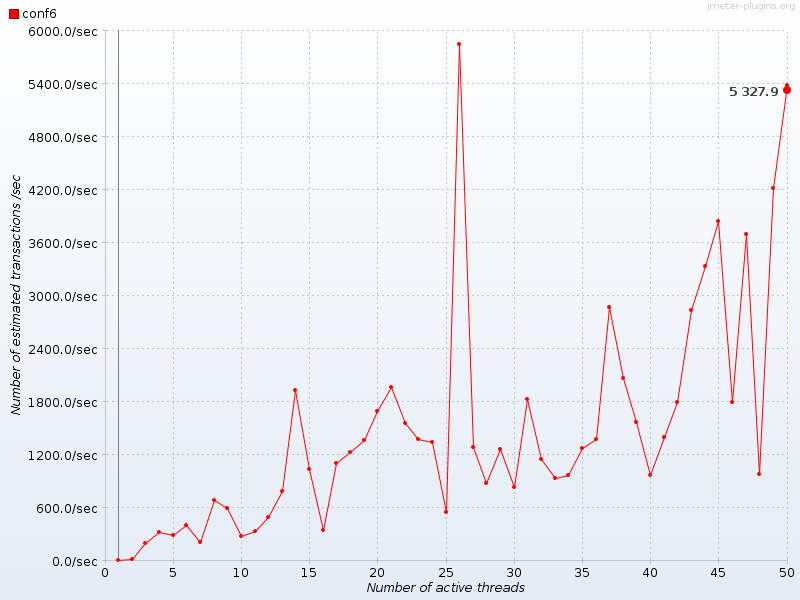 jmeter-plugins.org
conf6
6000.0/sec
5400.0/sec
4800.0/sec
4200.0/sec
3600.0/sec
3000.0/sec
2400.0/sec
1800.0/sec
1200.0/sec
600.0/sec
0.0/sec
Number of estimated transactions /sec
5 327.9
0 5 10 15 20 25 30 35 40 45 50
Number of active threads